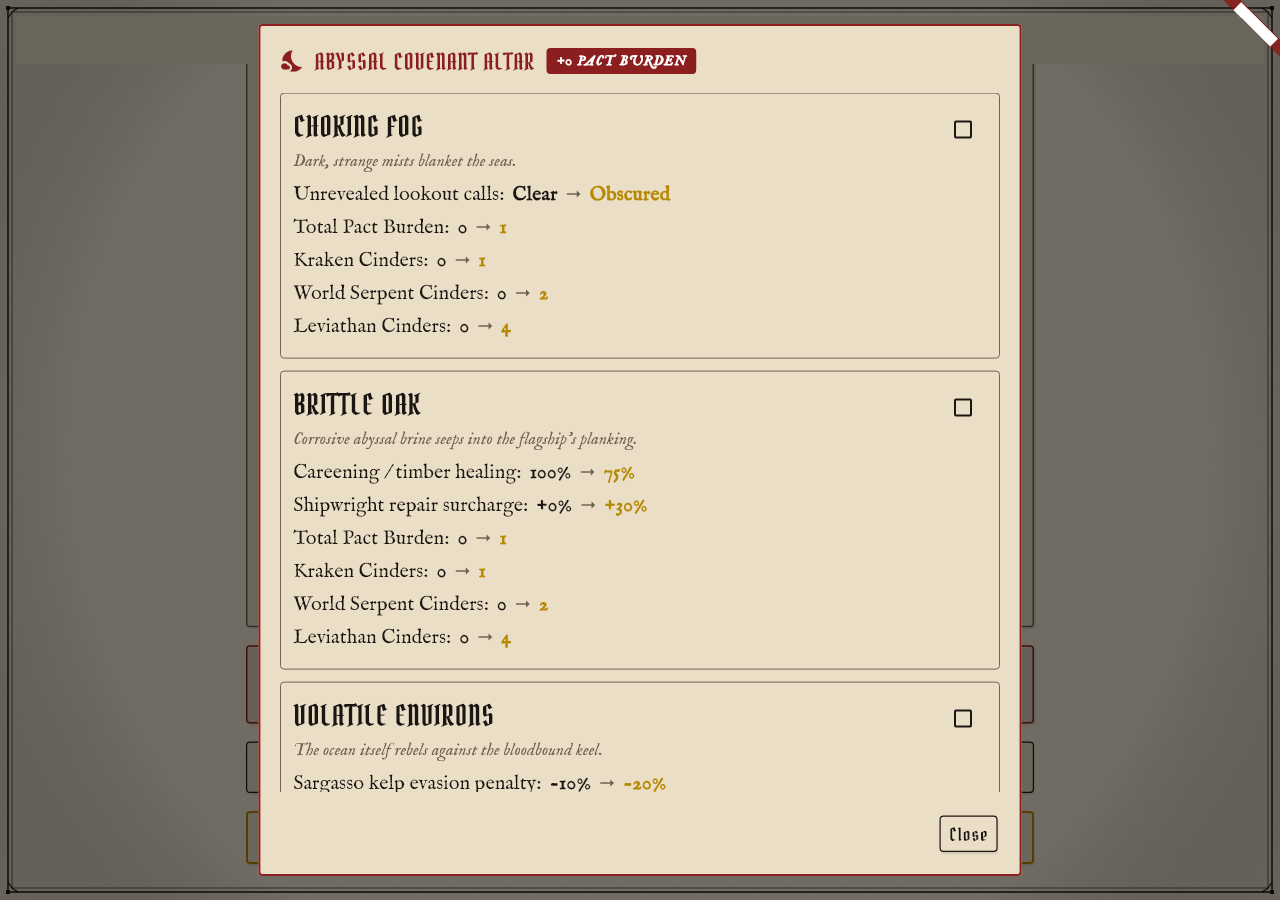 ABYSSAL COVENANT ALTAR +0 PACT BURDEN
CHOKING FOG
Dark, strange mists blanket the seas.
Unrevealed lookout calls: Clear → Obscured
Total Pact Burden: 0 → 1
Kraken Cinders: 0 → 1
World Serpent Cinders: 0 → 2
Leviathan Cinders: 0 → 4
BRITTLE OAK
Corrosive abyssal brine seeps into the flagship's planking.
Careening / timber healing: 100% → 75%
Shipwright repair surcharge: +0% → +30%
Total Pact Burden: 0 → 1
Kraken Cinders: 0 → 1
World Serpent Cinders: 0 → 2
Leviathan Cinders: 0 → 4
VOLATILE ENVIRONS
The ocean itself rebels against the bloodbound keel.
Sargasso kelp evasion penalty: -10% → -20%
Close